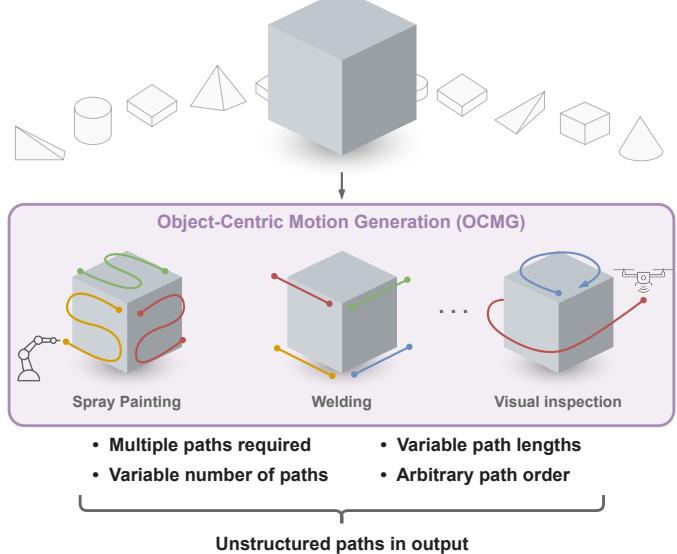 Object-Centric Motion Generation (OCMG)
. . .
Spray Painting
Welding
Visual inspection
• Multiple paths required
• Variable path lengths
• Variable number of paths
• Arbitrary path order
Unstructured paths in output